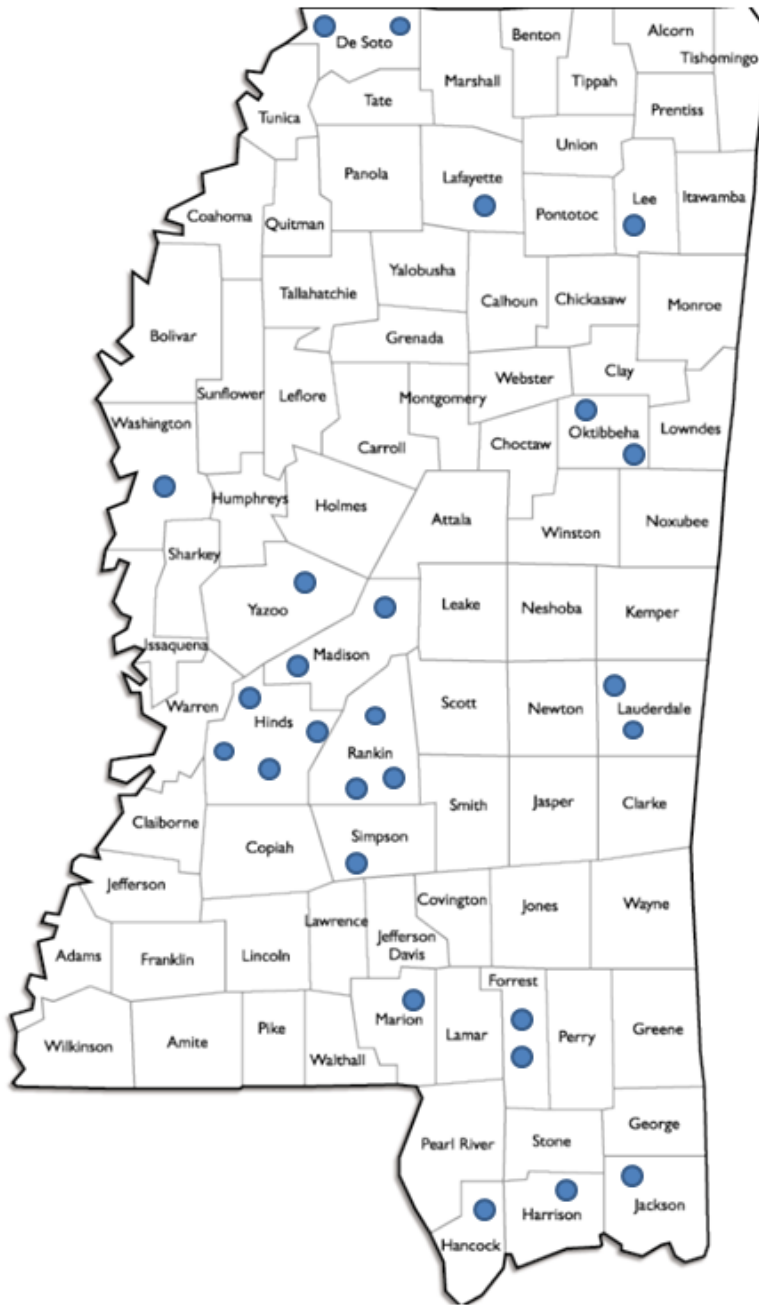 Benton
Alcorn
De Soto
Tishomingo
Marshall
Tippah
Tate
Prentiss
Tunica
Union
Panola
Lafayette
Lee
Itawamba
Coahoma
Quitman
Pontotoc
Yalobusha
Tallahatchie
Calhoun
Chickasaw
Monroe
Bolivar
Grenada
Webster
Clay
Sunflower
Leflore
Montgomery
Washington
Oktibbeha
Lowndes
Carroll
Choctaw
Humphreys
Holmes
Attala
Noxubee
Winston
Sharkey
Leake
Neshoba
Kemper
Yazoo
Issaquena
Madison
Scott
Warren
Newton
Lauderdale
Hinds
Rankin
Smith
Jasper
Clarke
Claiborne
Simpson
Copiah
Jefferson
Covington
Jones
Wayne
Lawrence
Adams
Franklin
Lincoln
Jefferson
Davis
Forrest
Marion
Lamar
Perry
Greene
Pike
Wilkinson
Amite
Walthall
George
Pearl River
Stone
Jackson
Harrison
Hancock